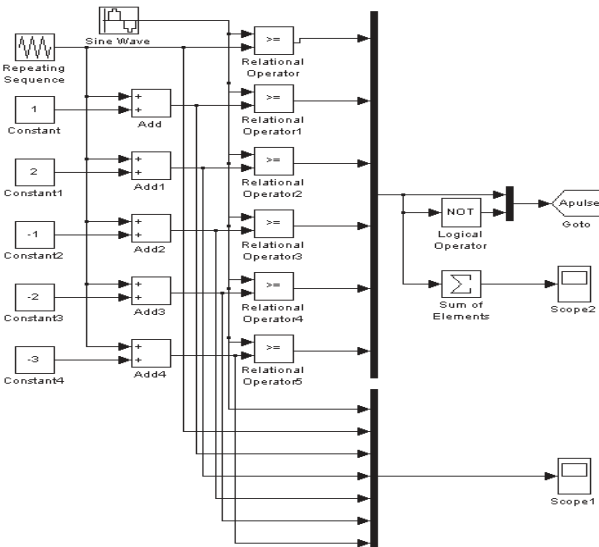 Sine Wave
>=
Relational
Operator
Repeating
Sequence
1
Constant
+
+
Add
>=
Relational
Operator1
2
Constant1
+
+
Add1
>=
Relational
Operator2
-1
Constant2
+
+
Add2
>=
Relational
Operator3
-2
Constant3
+
+
Add3
>=
Relational
Operator4
-3
Constant4
+
+
Add4
>=
Relational
Operator5
NOT
Logical
Operator
Apulse
Goto
Σ
Sum of
Elements
Scope2
Scope1